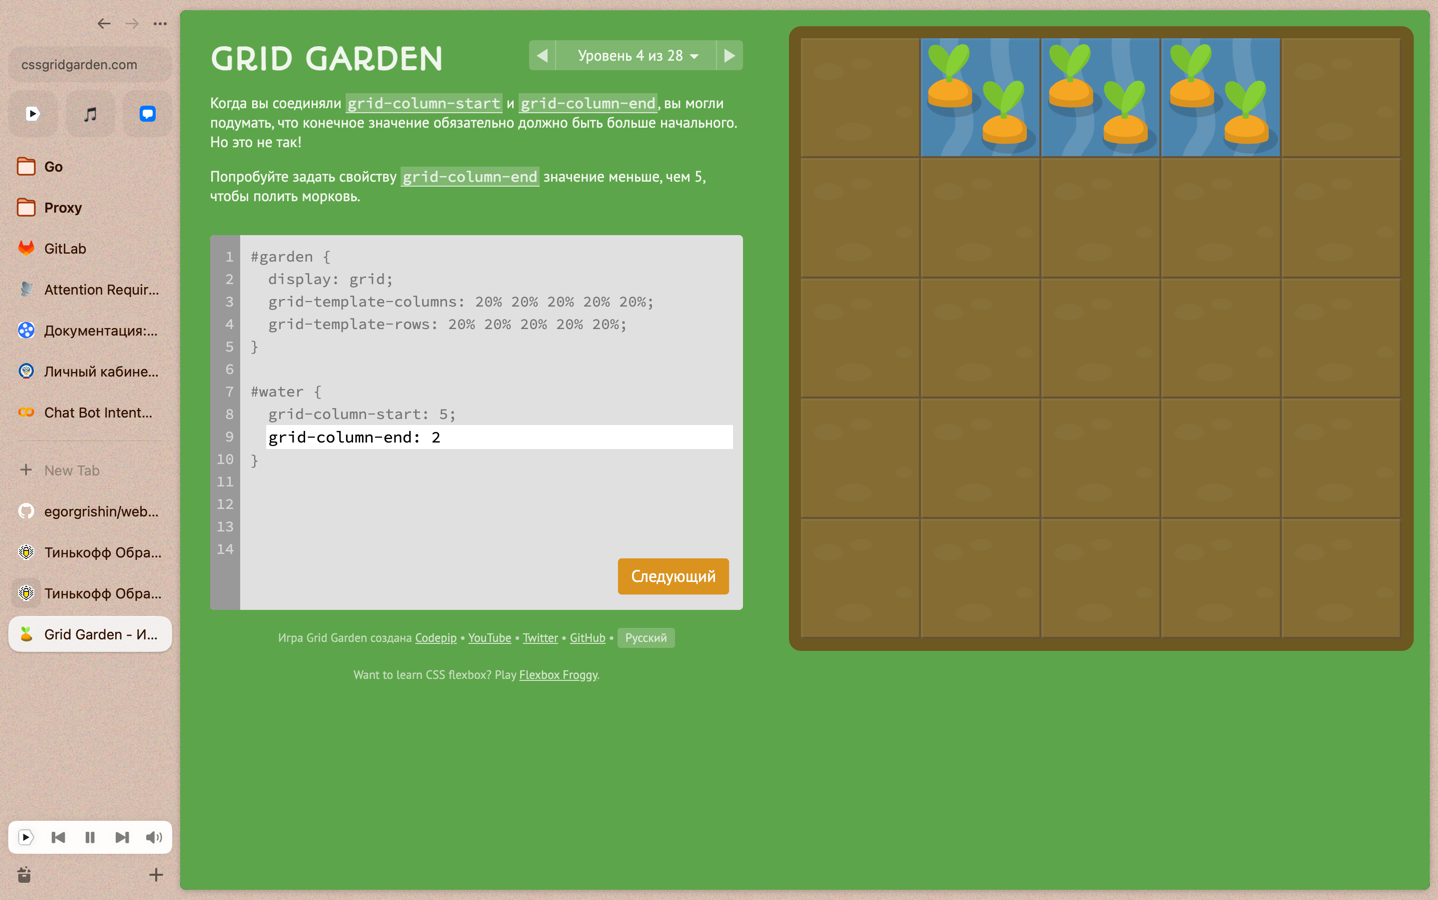 cssgridgarden.com
Go
Proxy
GitLab
Attention Requir...
Документация:...
Личный кабине...
Chat Bot Intent...
New Tab
egorgrishin/web...
Тинькофф Обра...
Тинькофф Обра...
Grid Garden - И...
GRID GARDEN
Уровень 4 из 28
Когда вы соединяли grid-column-start и grid-column-end, вы могли
подумать, что конечное значение обязательно должно быть больше начального.
Но это не так!
Попробуйте задать свойству grid-column-end значение меньше, чем 5,
чтобы полить морковь.
1 #garden {
2 display: grid;
3 grid-template-columns: 20% 20% 20% 20% 20%;
4 grid-template-rows: 20% 20% 20% 20% 20%;
5 }
6
7 #water {
8 grid-column-start: 5;
9 grid-column-end: 2
10 }
11
12
13
14
Следующий
Игра Grid Garden создана Codepip • YouTube • Twitter • GitHub • Русский
Want to learn CSS flexbox? Play Flexbox Froggy.